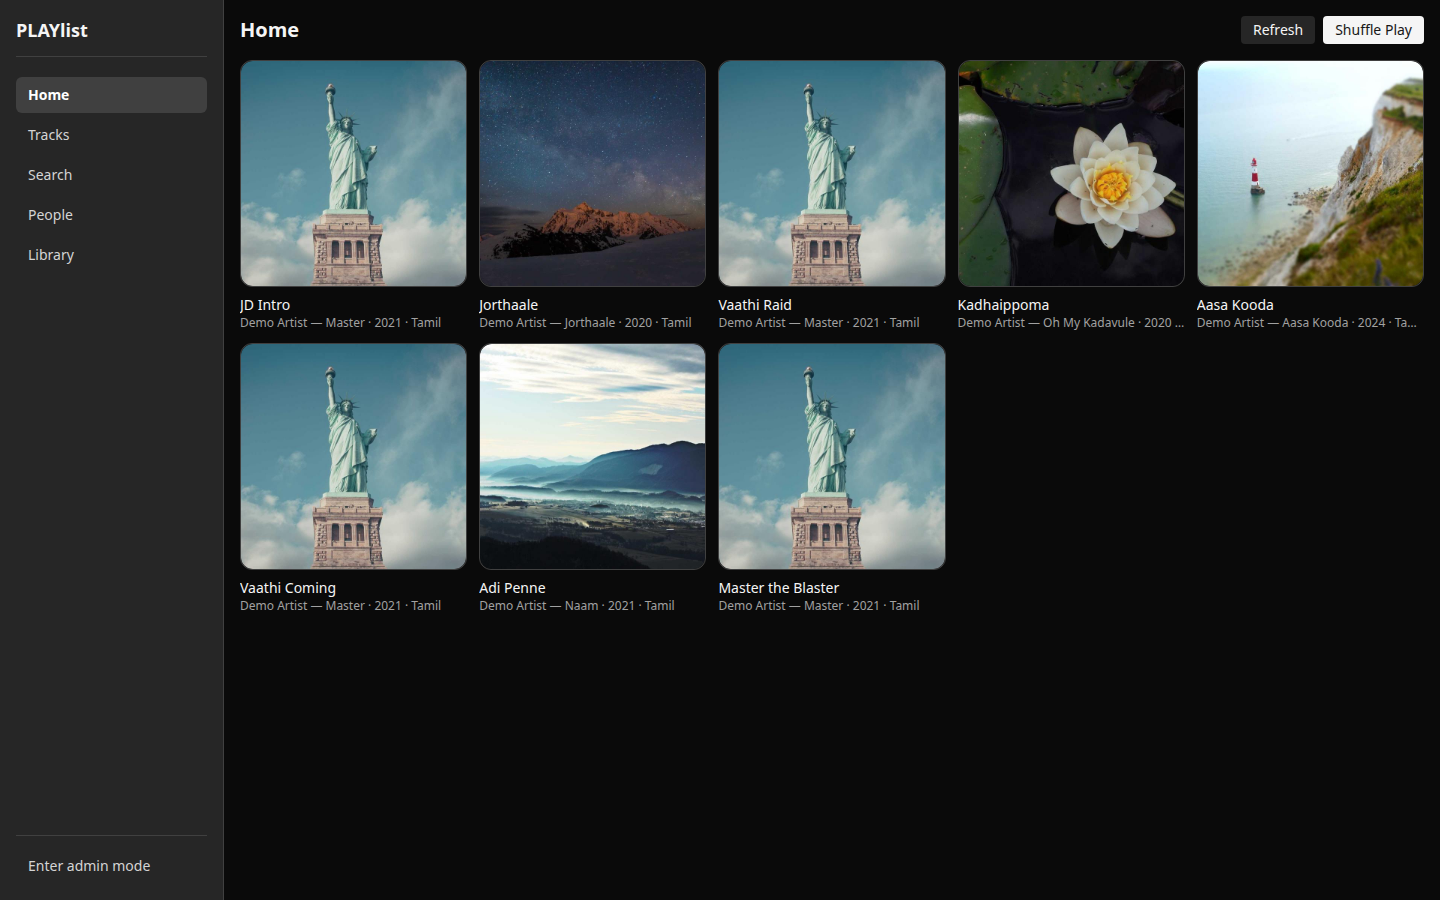 PLAYlist
Home
Tracks
Search
People
Library
Enter admin mode
Home
Refresh
Shuffle Play
JD Intro
Demo Artist — Master · 2021 · Tamil
Jorthaale
Demo Artist — Jorthaale · 2020 · Tamil
Vaathi Raid
Demo Artist — Master · 2021 · Tamil
Kadhaippoma
Demo Artist — Oh My Kadavule · 2020 ...
Aasa Kooda
Demo Artist — Aasa Kooda · 2024 · Ta...
Vaathi Coming
Demo Artist — Master · 2021 · Tamil
Adi Penne
Demo Artist — Naam · 2021 · Tamil
Master the Blaster
Demo Artist — Master · 2021 · Tamil